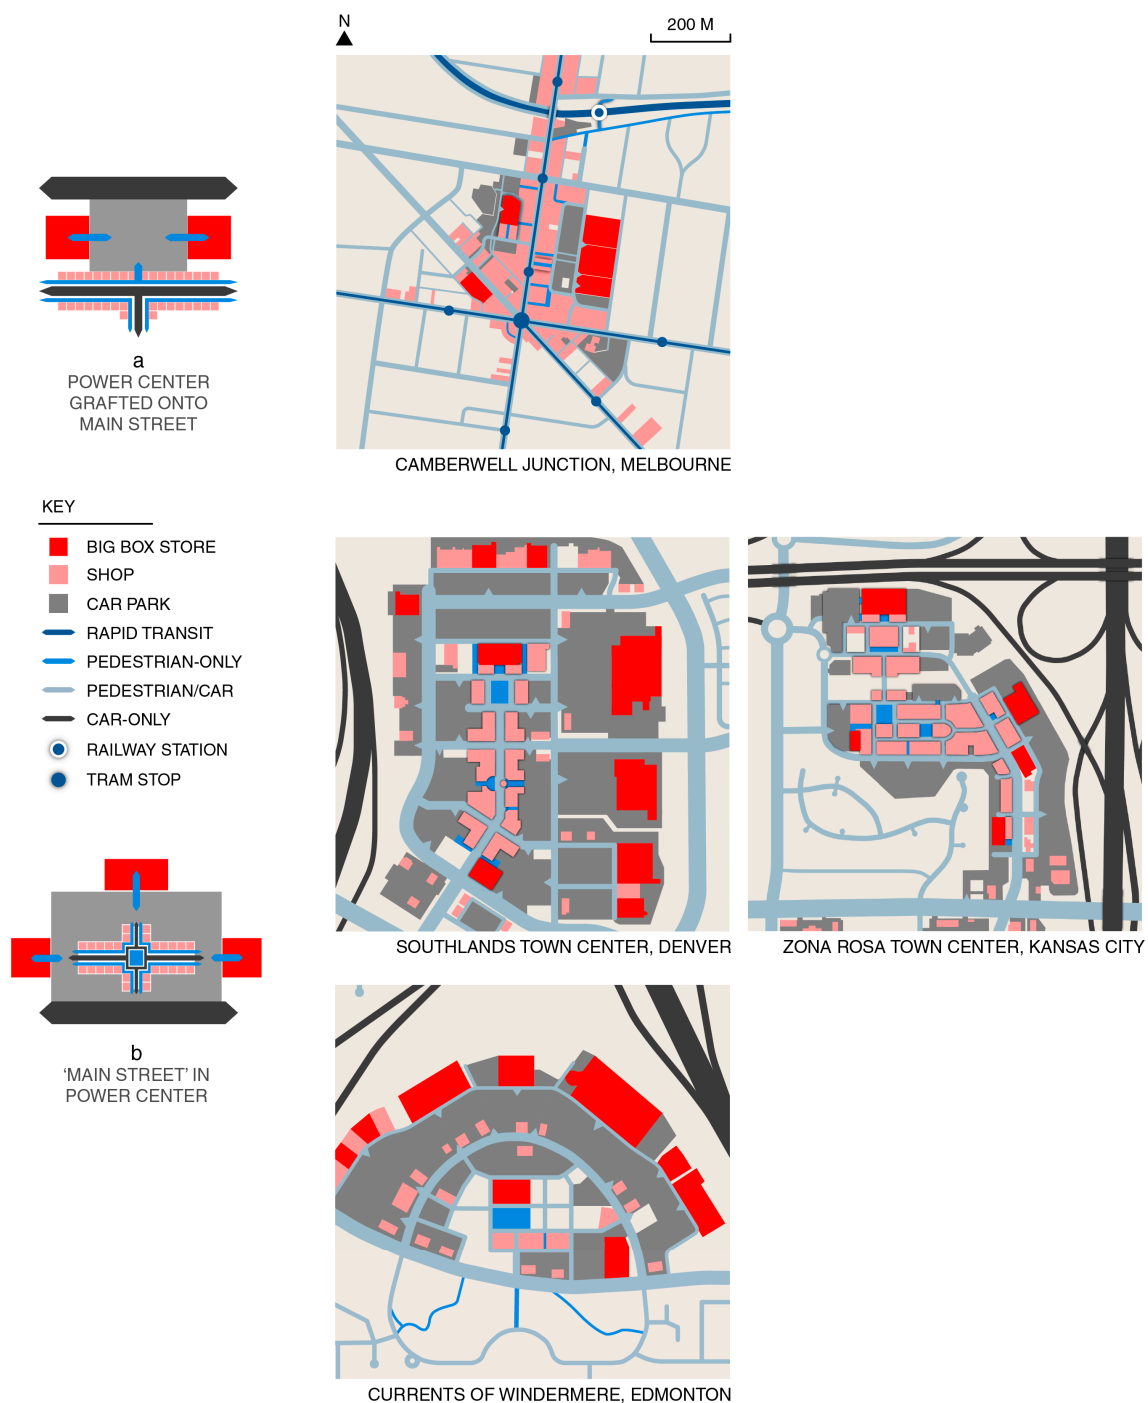 N
200 M
CAMBERWELL JUNCTION, MELBOURNE
a
POWER CENTER
GRAFTED ONTO
MAIN STREET
KEY
BIG BOX STORE
SHOP
CAR PARK
RAPID TRANSIT
PEDESTRIAN-ONLY
PEDESTRIAN/CAR
CAR-ONLY
RAILWAY STATION
TRAM STOP
b
‘MAIN STREET’ IN
POWER CENTER
SOUTHLANDS TOWN CENTER, DENVER
ZONA ROSA TOWN CENTER, KANSAS CITY
CURRENTS OF WINDERMERE, EDMONTON